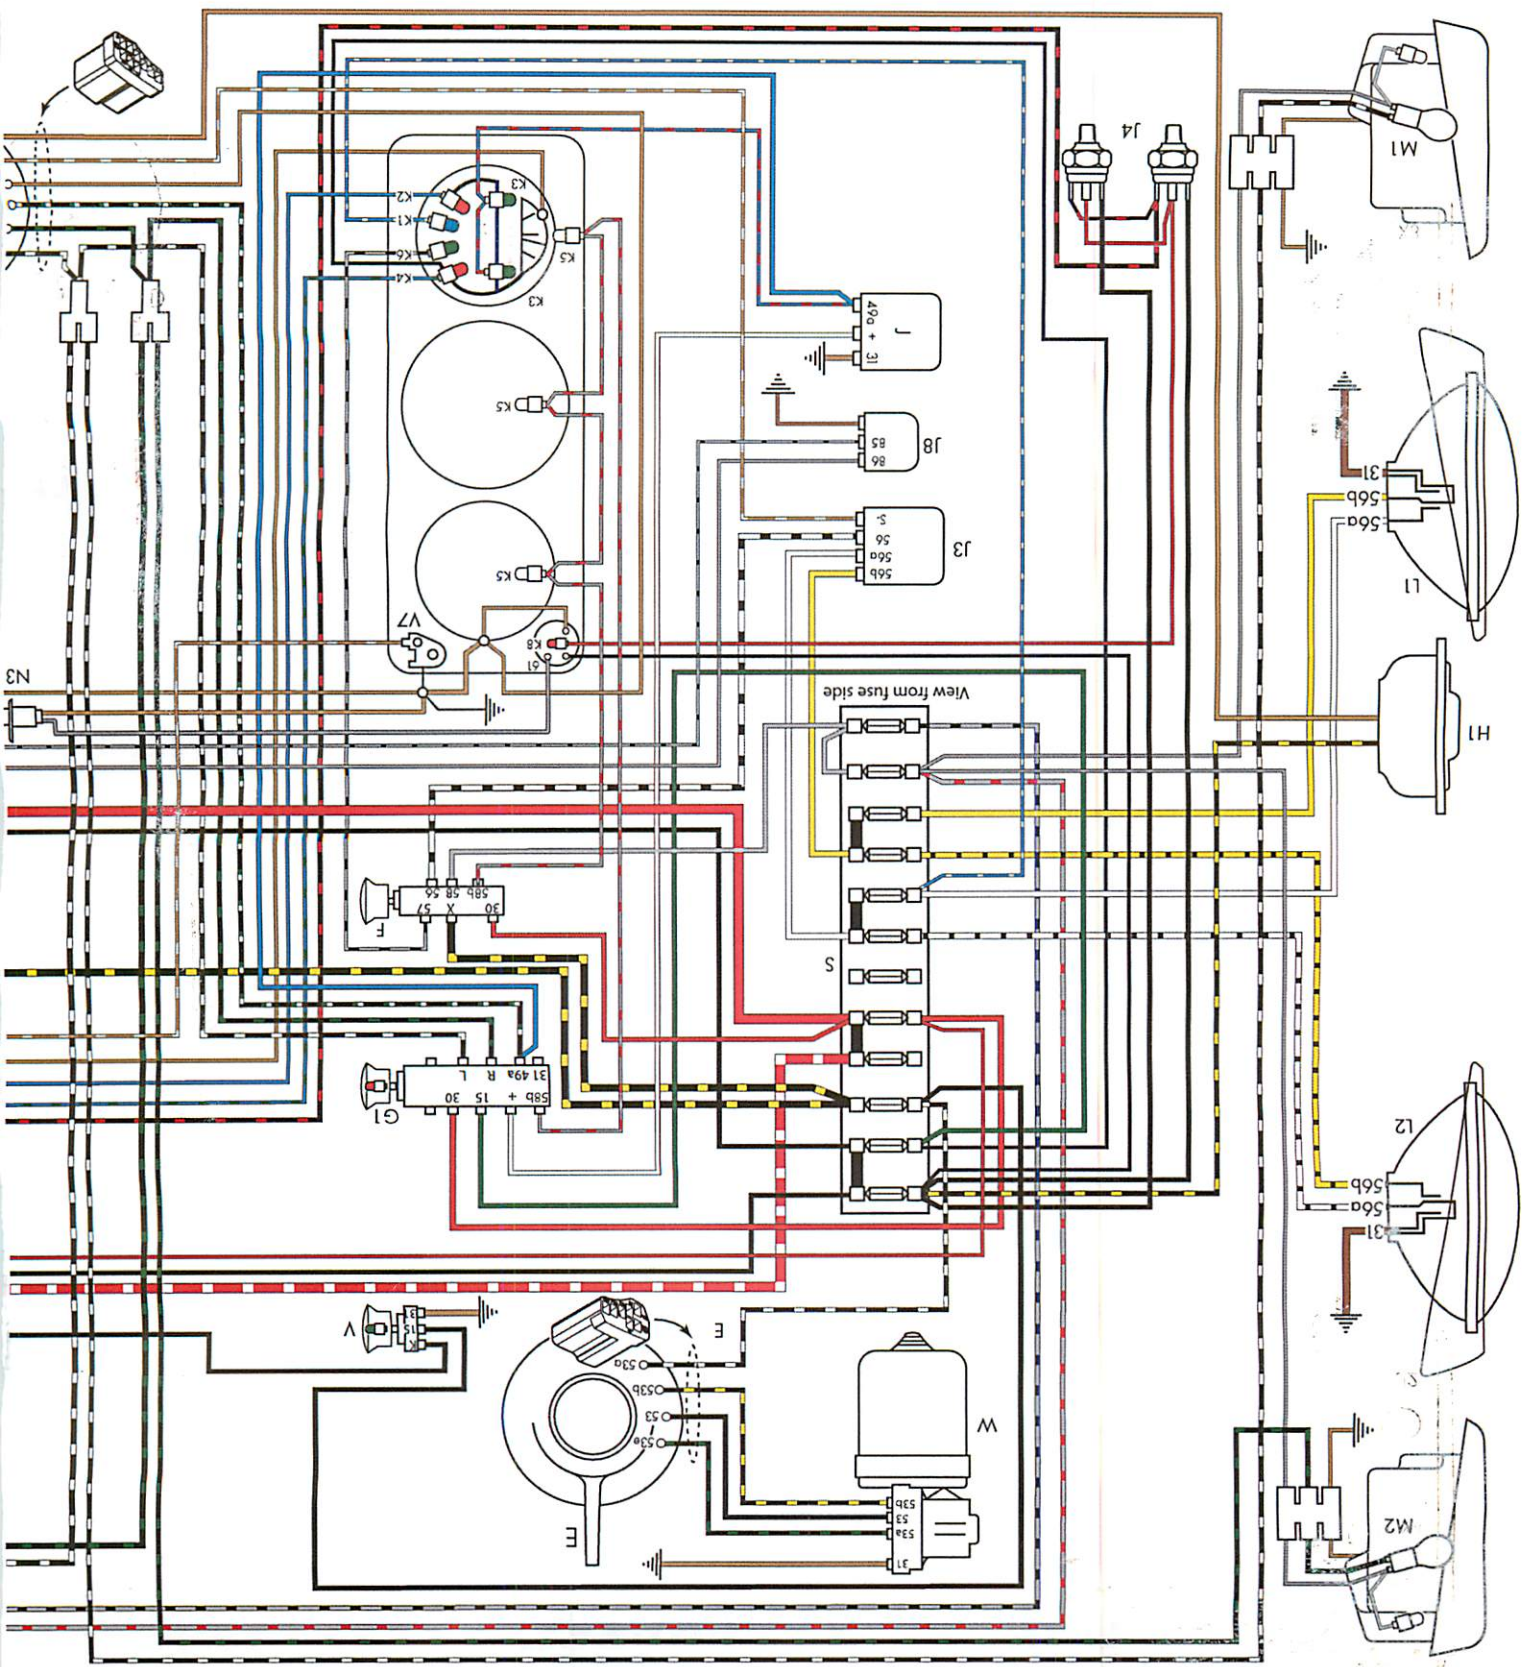 M1
J4
K3
K2
K1
K6
K4
K5
K3
49a
+
31
J
K5
85
86
J8
31
56b
56a
L1
S-
56
56a
56b
J3
K5
V7
K8
61
N3
View from fuse side
H1
56
58
58b
57
X
30
F
S
L
R
49a
31
30
15
+
58b
G1
L2
56b
56a
31
31
15
K
V
E
53a
53b
53
53e
W
53b
53
53a
31
E
M2